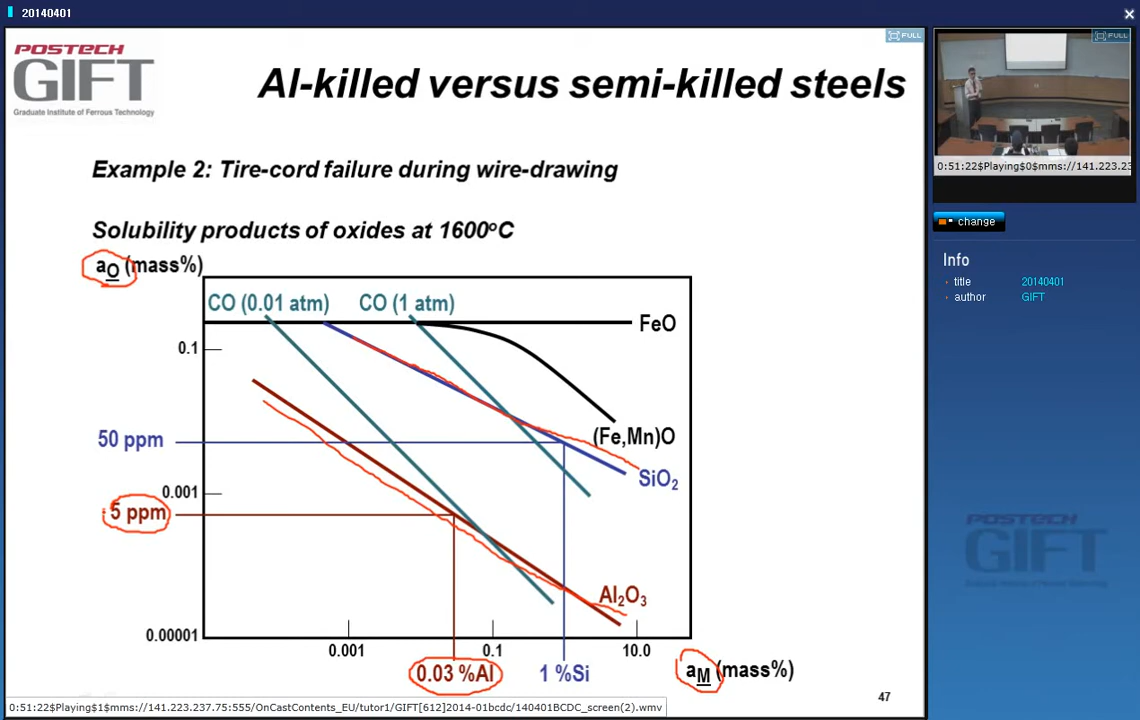 20140401
POSTECH
GIFT
Graduate Institute of Ferrous Technology
FULL
FULL
Al-killed versus semi-killed steels
Example 2: Tire-cord failure during wire-drawing
Solubility products of oxides at 1600°C
aO (mass%)
CO (0.01 atm)
CO (1 atm)
FeO
0.1
50 ppm
(Fe,Mn)O
SiO2
0.001
5 ppm
Al2O3
0.00001
0.001
0.1
10.0
0.03 %Al
1 %Si
aM (mass%)
47
0:51:22$Playing$1$mms://141.223.237.75:555/OnCastContents_EU/tutor1/GIFT[612]2014-01bcdc/140401BCDC_screen(2).wmv
0:51:22$Playing$0$mms://141.223.23
change
Info
title 20140401
author GIFT
POSTECH
GIFT